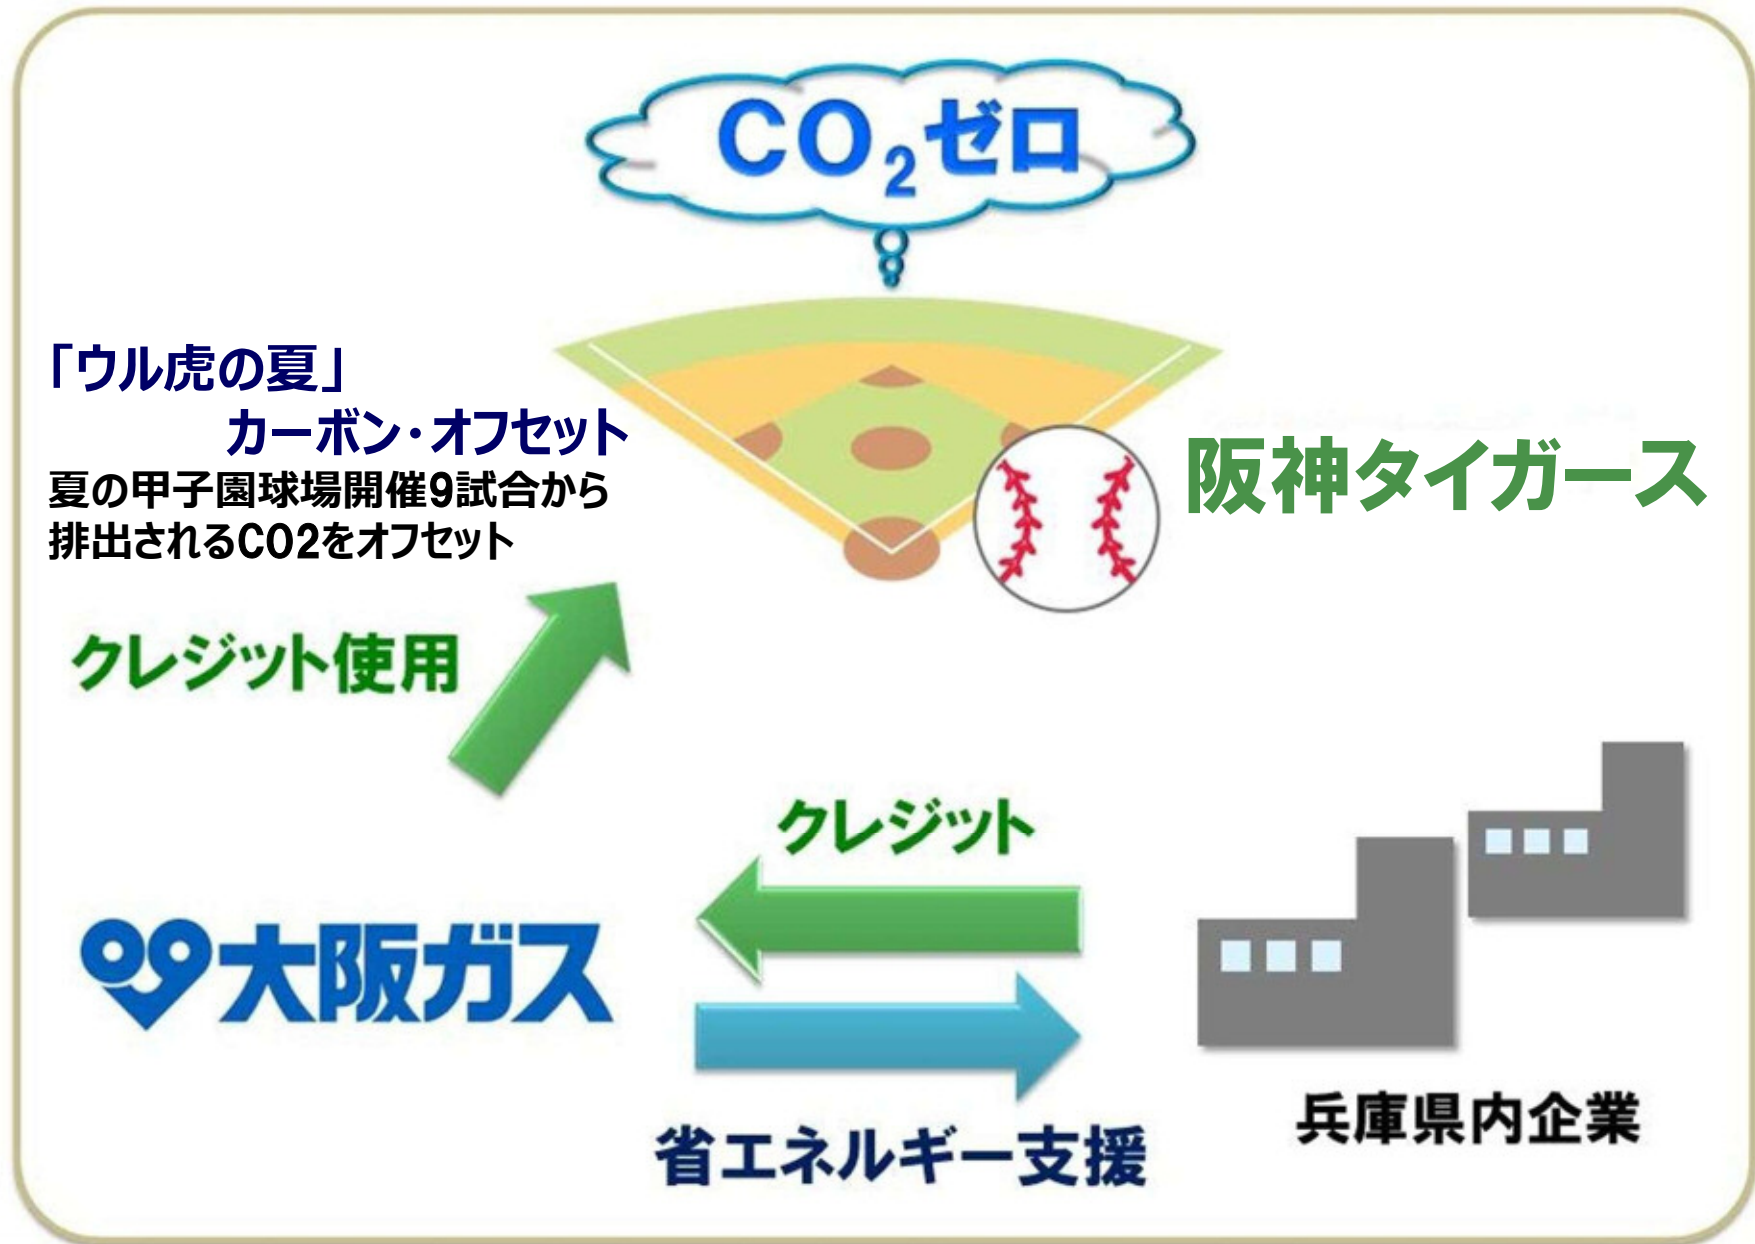 CO₂ゼロ
「ウル虎の夏」
カーボン・オフセット
夏の甲子園球場開催9試合から
排出されるCO2をオフセット
阪神タイガース
クレジット使用
クレジット
大阪ガス
省エネルギー支援
兵庫県内企業